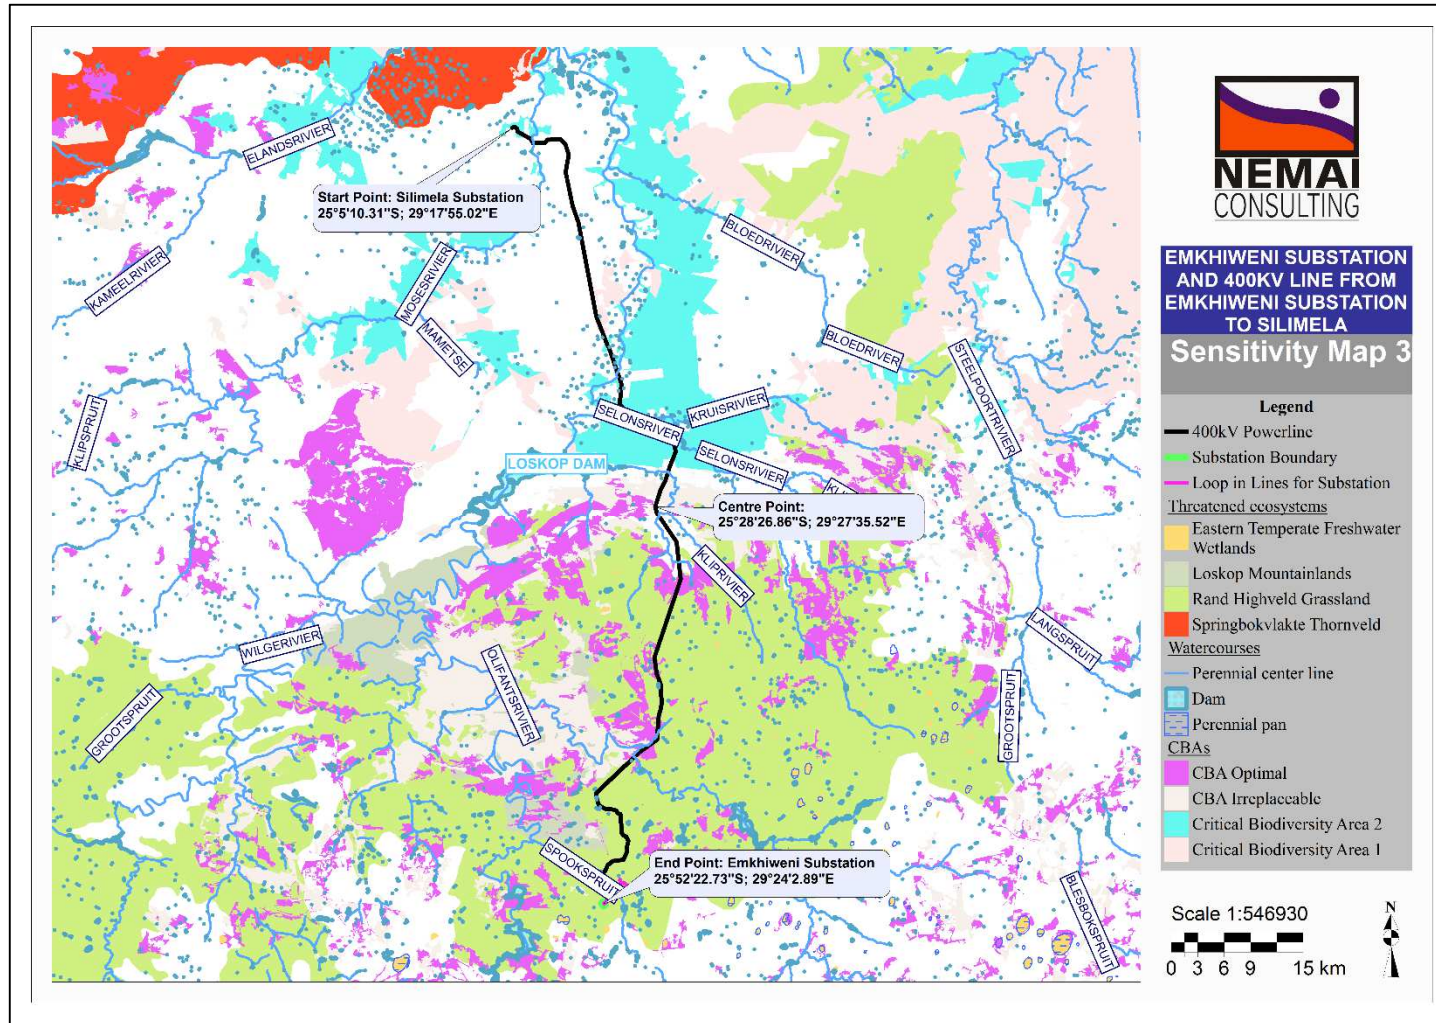 ELANDSRIVIER
Start Point: Silimela Substation
25°5'10.31"S; 29°17'55.02"E
KAMEELRIVIER
MOSESRIVIER
MAMETSE
BLOEDRIVIER
BLOEDRIVER
STEELPOORTRIVIER
KLIPSPRUIT
SELONSRIVER
KRUISRIVIER
LOSKOP DAM
SELONSRIVIER
Centre Point:
25°28'26.86"S; 29°27'35.52"E
KLIPRIVIER
WILGERIVIER
OLIFANTSRIVIER
GROOTSPRUIT
LANGSPRUIT
GROOTSPRUIT
SPOOKSPRUIT
End Point: Emkhiweni Substation
25°52'22.73"S; 29°24'2.89"E
BLESBOKSPRUIT
NEMAI
CONSULTING
EMKHIWENI SUBSTATION
AND 400KV LINE FROM
EMKHIWENI SUBSTATION
TO SILIMELA
Sensitivity Map 3
Legend
400kV Powerline
Substation Boundary
Loop in Lines for Substation
Threatened ecosystems
Eastern Temperate Freshwater
Wetlands
Loskop Mountainlands
Rand Highveld Grassland
Springbokvlakte Thornveld
Watercourses
Perennial center line
Dam
Perennial pan
CBAs
CBA Optimal
CBA Irreplaceable
Critical Biodiversity Area 2
Critical Biodiversity Area 1
Scale 1:546930
0 3 6 9 15 km
N